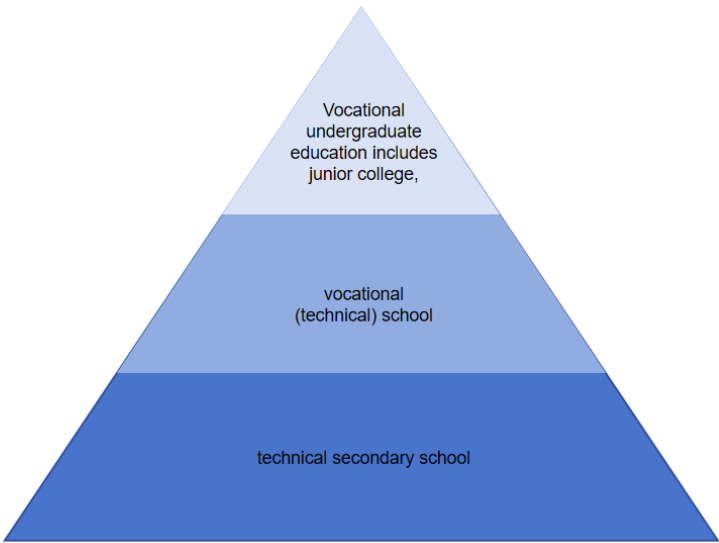 Vocational
undergraduate
education includes
junior college,
vocational
(technical) school
technical secondary school